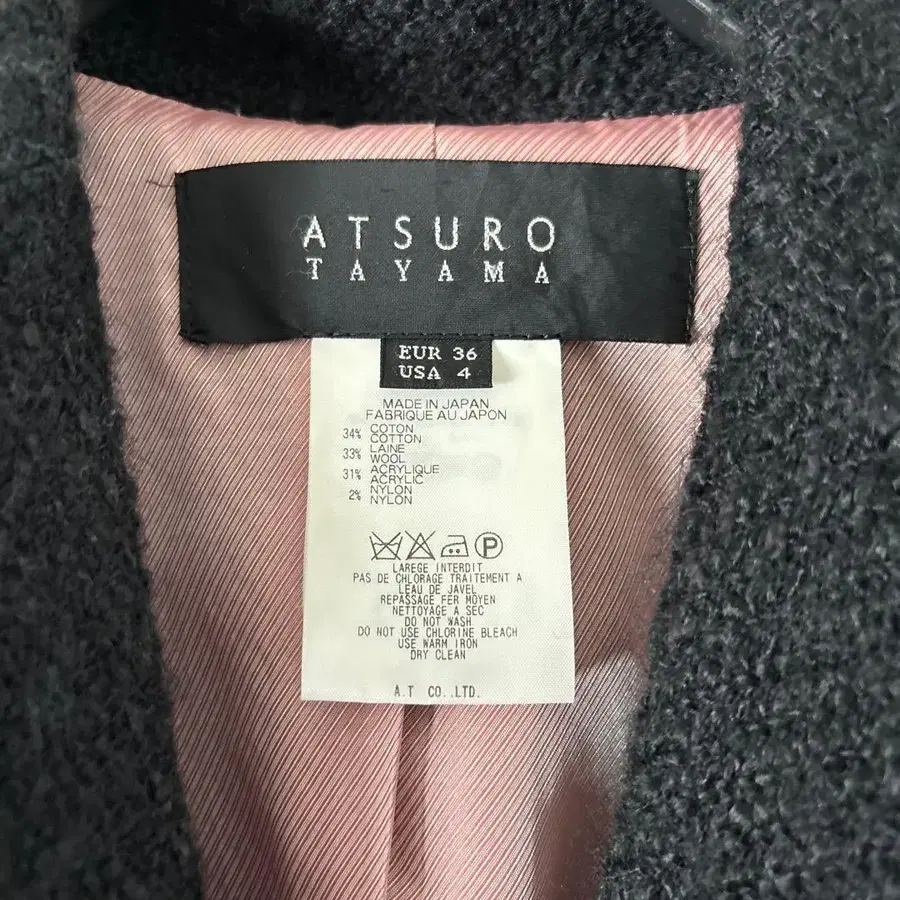 ATSURO
TAYAMA
EUR 36
USA 4
MADE IN JAPAN
FABRIQUE AU JAPON
34% COTON
COTTON
33% LAINE
WOOL
31% ACRYLIQUE
ACRYLIC
2% NYLON
NYLON
P
LAREGE INTERDIT
PAS DE CHLORAGE TRAITEMENT A
LEAU DE JAVEL
REPASSAGE FER MOYEN
NETTOYAGE A SEC
DO NOT WASH
DO NOT USE CHLORINE BLEACH
USE WARM IRON
DRY CLEAN
A.T CO.,LTD.